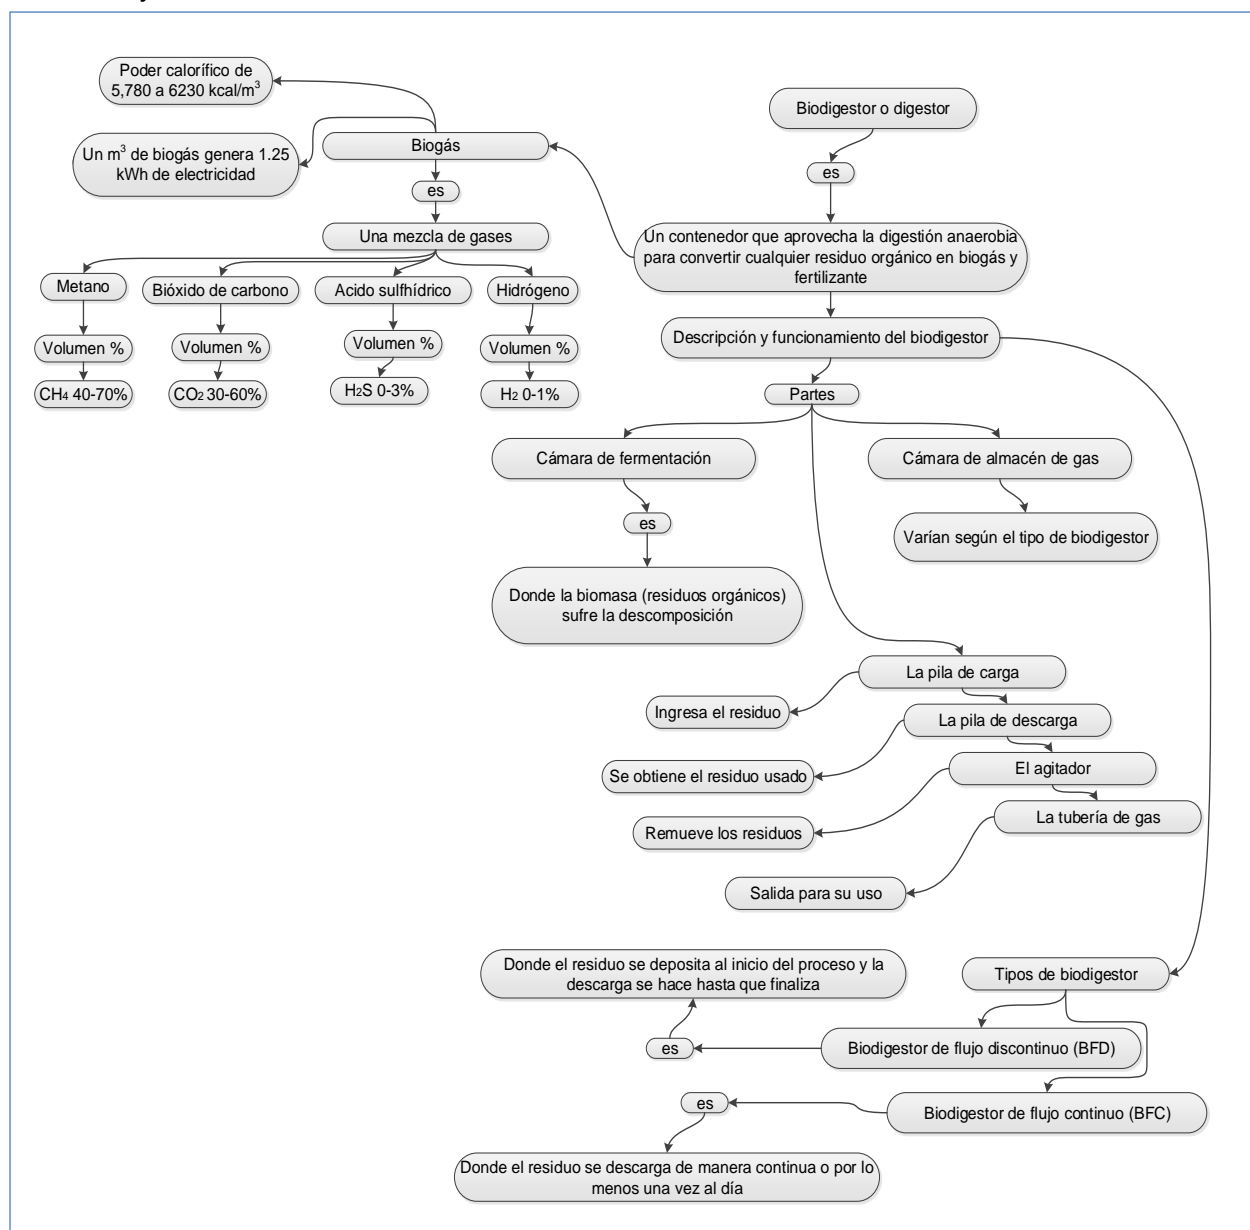 Poder calorífico de
5,780 a 6230 kcal/m³
Biodigestor o digestor
Un m³ de biogás genera 1.25
kWh de electricidad
Biogás
es
es
Una mezcla de gases
Un contenedor que aprovecha la digestión anaerobia
para convertir cualquier residuo orgánico en biogás y
fertilizante
Metano
Bióxido de carbono
Acido sulfhídrico
Hidrógeno
Volumen %
Volumen %
Volumen %
Volumen %
Descripción y funcionamiento del biodigestor
CH4 40-70%
CO2 30-60%
H2S 0-3%
H2 0-1%
Partes
Cámara de fermentación
Cámara de almacén de gas
es
Varían según el tipo de biodigestor
Donde la biomasa (residuos orgánicos)
sufre la descomposición
La pila de carga
Ingresa el residuo
La pila de descarga
Se obtiene el residuo usado
El agitador
Remueve los residuos
La tubería de gas
Salida para su uso
Donde el residuo se deposita al inicio del proceso y la
descarga se hace hasta que finaliza
Tipos de biodigestor
es
Biodigestor de flujo discontinuo (BFD)
es
Biodigestor de flujo continuo (BFC)
Donde el residuo se descarga de manera continua o por lo
menos una vez al día